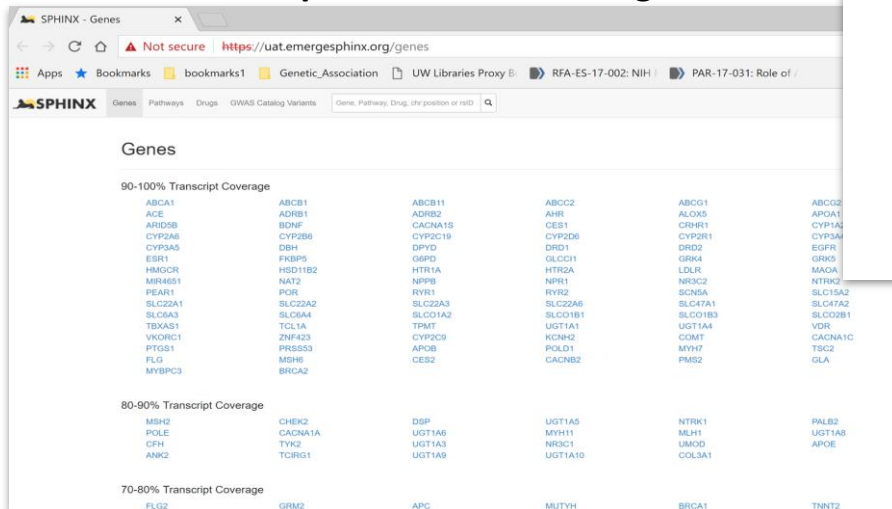 SPHINX - Genes
Not secure https://uat.emergesphinx.org/genes
Apps Bookmarks bookmarks1 Genetic_Association UW Libraries Proxy RFA-ES-17-002: NIH PAR-17-031: Role of
SPHINX Genes Pathways Drugs GWAS Catalog Variants Gene, Pathway, Drug, chr:position or rsID
Genes
90-100% Transcript Coverage
ABCA1 ABCB1 ABCB11 ABCC2 ABCG1 ABCG2
ACE ADRB1 ADRB2 AHR ALOX5 APOA1
ARID5B BDNF CACNA1S CES1 CRHR1 CYP1A2
CYP2A6 CYP2B6 CYP2C19 CYP2D6 CYP2R1 CYP3A4
CYP3A5 DBH DPYD DRD1 DRD2 EGFR
ESR1 FKBP5 G6PD GLCCI1 GRK4 GRK5
HMGCR HSD11B2 HTR1A HTR2A LDLR MAOA
MIR4651 NAT2 NPPB NPR1 NR3C2 NTRK2
PEAR1 POR RYR1 RYR2 SCN5A SLC15A2
SLC22A1 SLC22A2 SLC22A3 SLC22A6 SLC47A1 SLC47A2
SLC6A3 SLC6A4 SLCO1A2 SLCO1B1 SLCO1B3 SLCO2B1
TBXAS1 TCL1A TPMT UGT1A1 UGT1A4 VDR
VKORC1 ZNF423 CYP2C9 KCNH2 COMT CACNA1C
PTGS1 PRSS53 APOB POLD1 MYH7 TSC2
FLG MSH6 CES2 CACNB2 PMS2 GLA
MYBPC3 BRCA2
80-90% Transcript Coverage
MSH2 CHEK2 DSP UGT1A5 NTRK1 PALB2
POLE CACNA1A UGT1A6 MYH11 MLH1 UGT1A8
CFH TYK2 UGT1A3 NR3C1 UMOD APOE
ANK2 TCIRG1 UGT1A9 UGT1A10 COL3A1
70-80% Transcript Coverage
FLG2 GRM2 APC MUTYH BRCA1 TNNT2